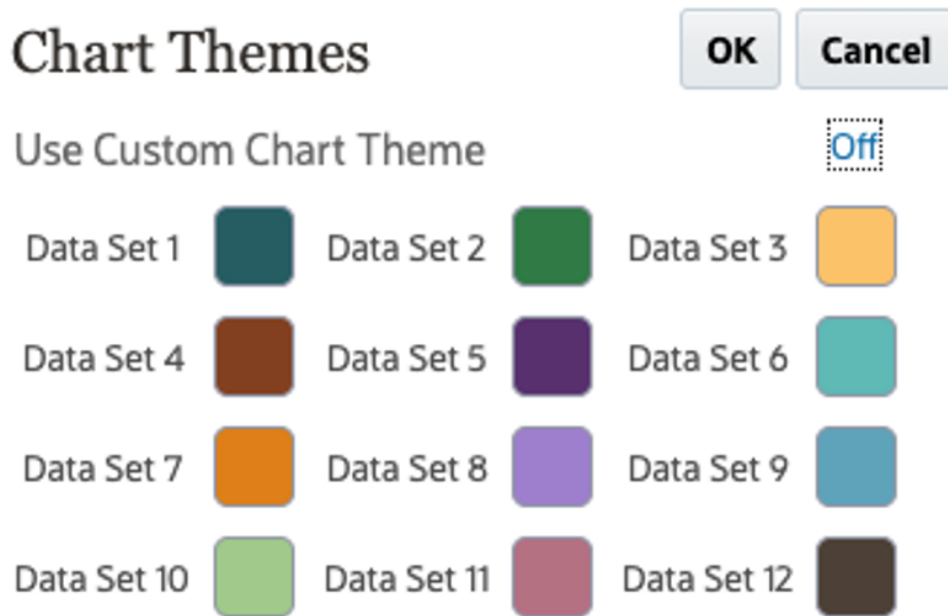 Chart Themes OK Cancel
Use Custom Chart Theme Off
Data Set 1 Data Set 2 Data Set 3
Data Set 4 Data Set 5 Data Set 6
Data Set 7 Data Set 8 Data Set 9
Data Set 10 Data Set 11 Data Set 12